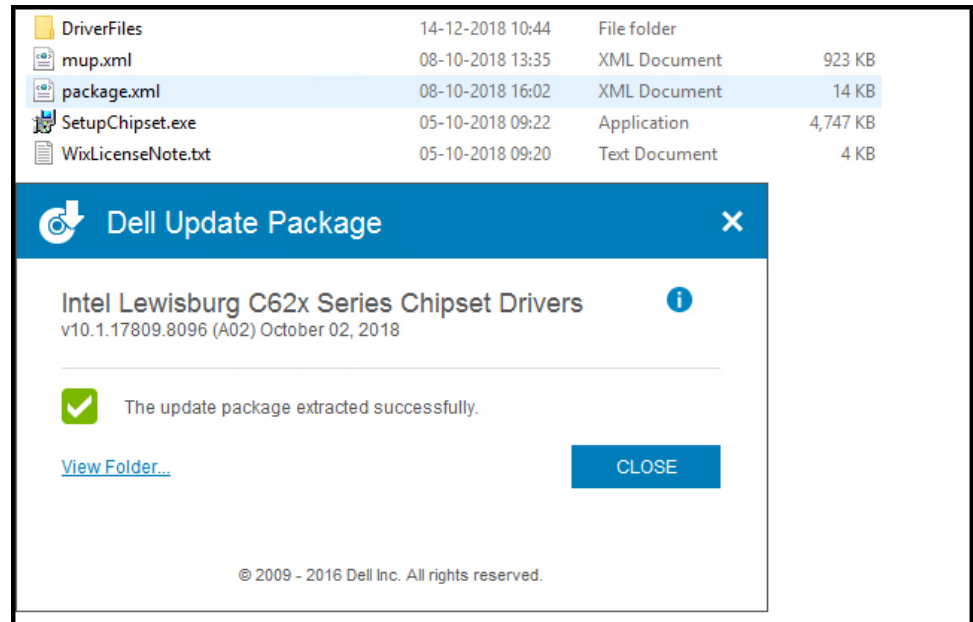 DriverFiles 14-12-2018 10:44 File folder
mup.xml 08-10-2018 13:35 XML Document 923 KB
package.xml 08-10-2018 16:02 XML Document 14 KB
SetupChipset.exe 05-10-2018 09:22 Application 4,747 KB
WixLicenseNote.txt 05-10-2018 09:20 Text Document 4 KB
Dell Update Package
Intel Lewisburg C62x Series Chipset Drivers
v10.1.17809.8096 (A02) October 02, 2018
The update package extracted successfully.
View Folder...
CLOSE
© 2009 - 2016 Dell Inc. All rights reserved.